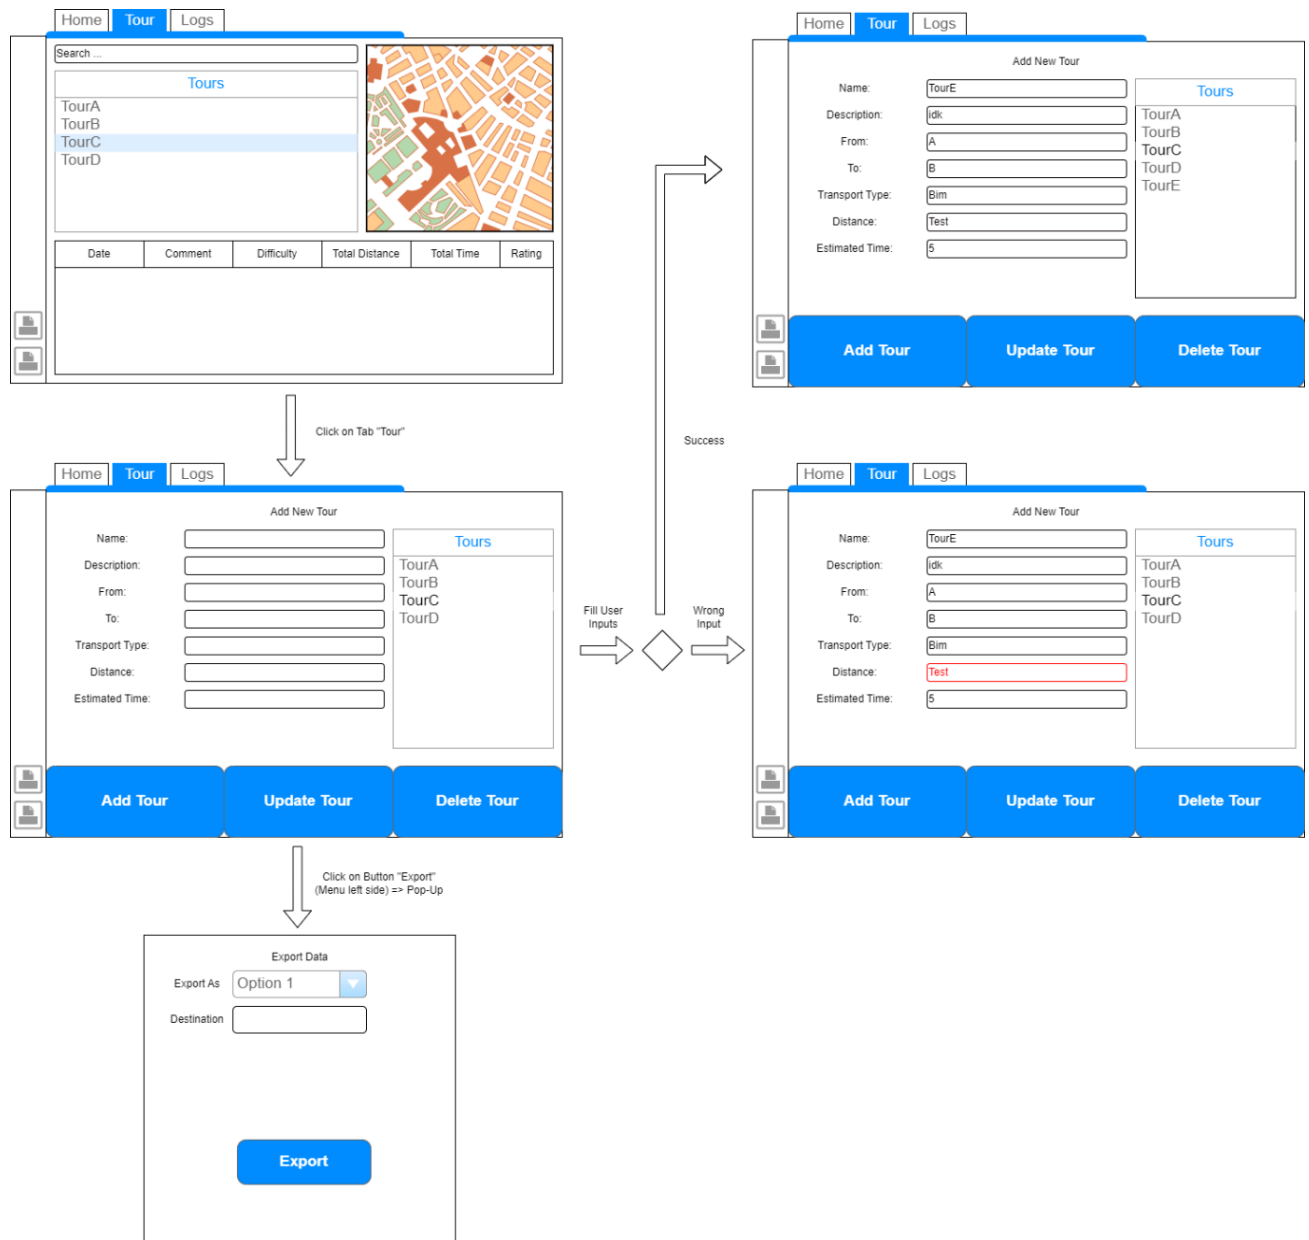 Home Tour Logs
Search ...
Tours
TourA
TourB
TourC
TourD
Date Comment Difficulty Total Distance Total Time Rating
Click on Tab "Tour"
Home Tour Logs
Add New Tour
Name:
Description:
From:
To:
Transport Type:
Distance:
Estimated Time:
Tours
TourA
TourB
TourC
TourD
Add Tour Update Tour Delete Tour
Click on Button "Export"
(Menu left side) => Pop-Up
Export Data
Export As Option 1
Destination
Export
Fill User
Inputs
Success
Wrong
Input
Home Tour Logs
Add New Tour
Name: TourE
Description: idk
From: A
To: B
Transport Type: Bim
Distance: Test
Estimated Time: 5
Tours
TourA
TourB
TourC
TourD
TourE
Add Tour Update Tour Delete Tour
Home Tour Logs
Add New Tour
Name: TourE
Description: idk
From: A
To: B
Transport Type: Bim
Distance: Test
Estimated Time: 5
Tours
TourA
TourB
TourC
TourD
Add Tour Update Tour Delete Tour